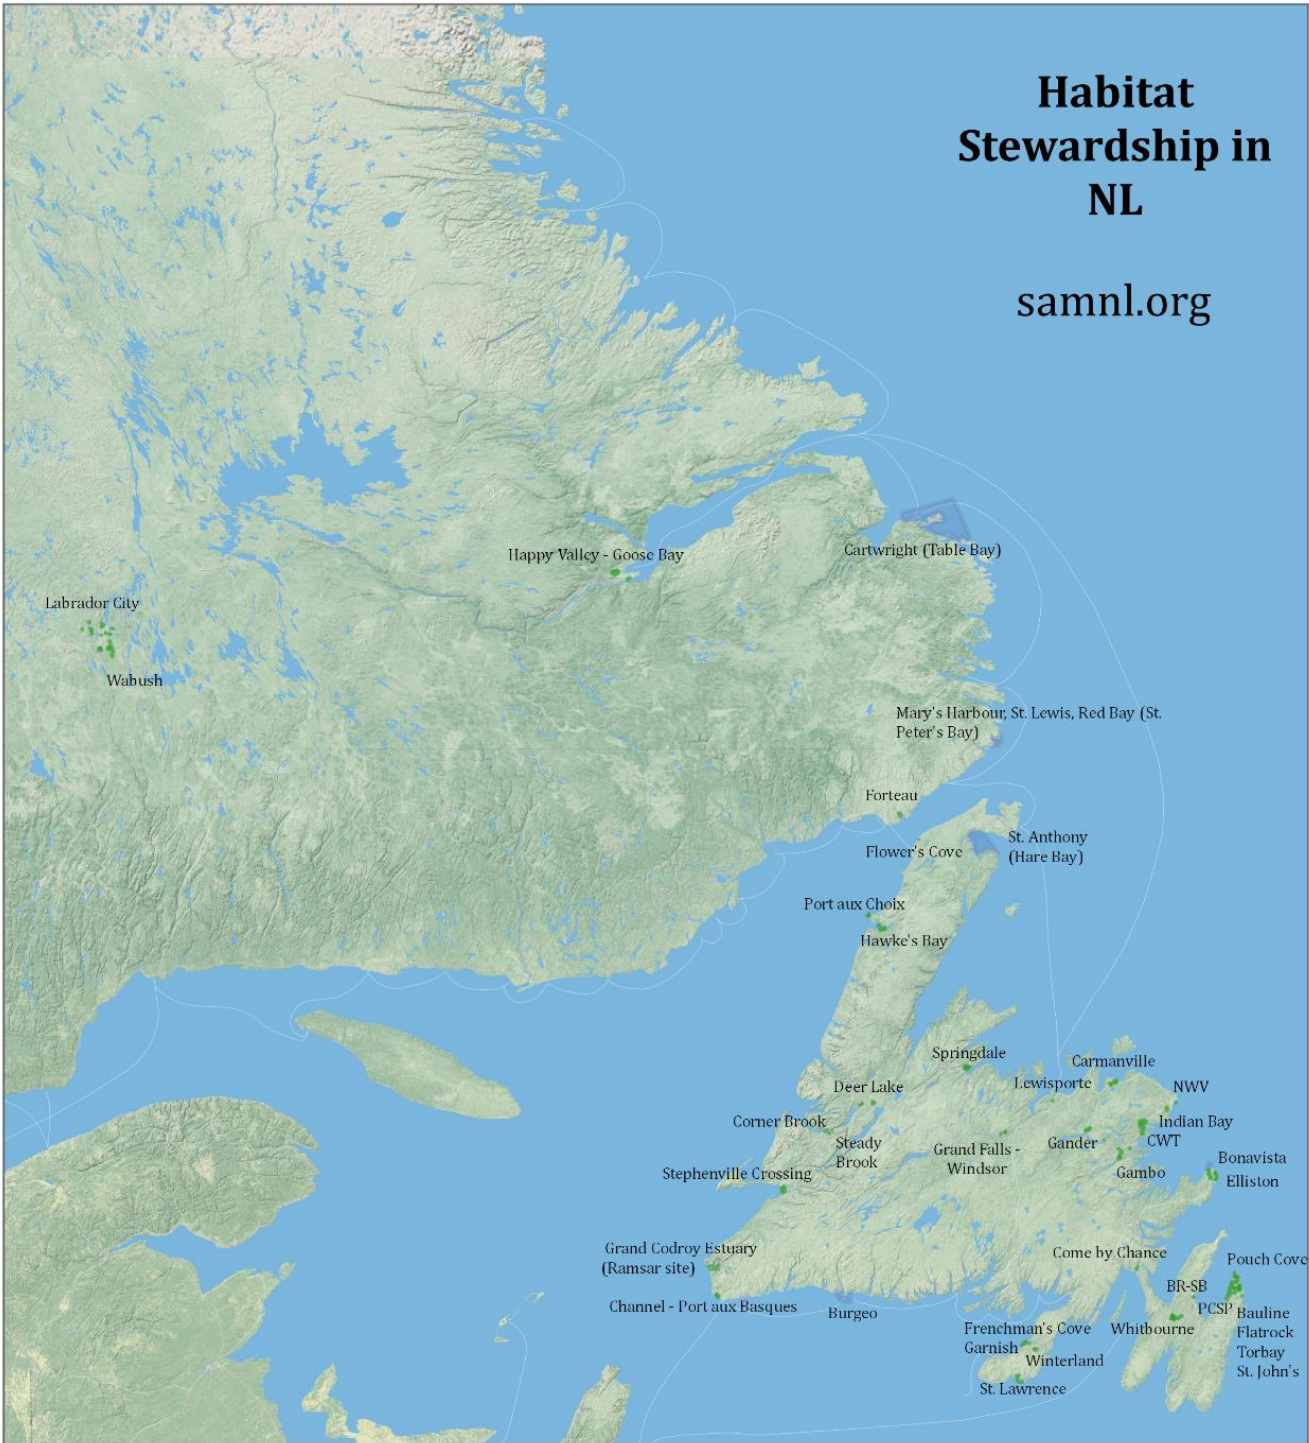 Habitat
Stewardship in
NL
samnl.org
Happy Valley - Goose Bay
Cartwright (Table Bay)
Labrador City
Wabush
Mary's Harbour, St. Lewis, Red Bay (St.
Peter's Bay)
Forteau
St. Anthony
(Hare Bay)
Flower's Cove
Port aux Choix
Hawke's Bay
Springdale
Carmanville
Lewisporte
NWV
Deer Lake
Corner Brook
Indian Bay
CWT
Steady
Brook
Grand Falls -
Windsor
Gander
Gambo
Stephenville Crossing
Bonavista
Elliston
Grand Codroy Estuary
(Ramsar site)
Come by Chance
Pouch Cove
BR-SB
PCSP
Channel - Port aux Basques
Burgeo
Bauline
Flatrock
Torbay
St. John's
Whitbourne
Frenchman's Cove
Garnish
Winterland
St. Lawrence